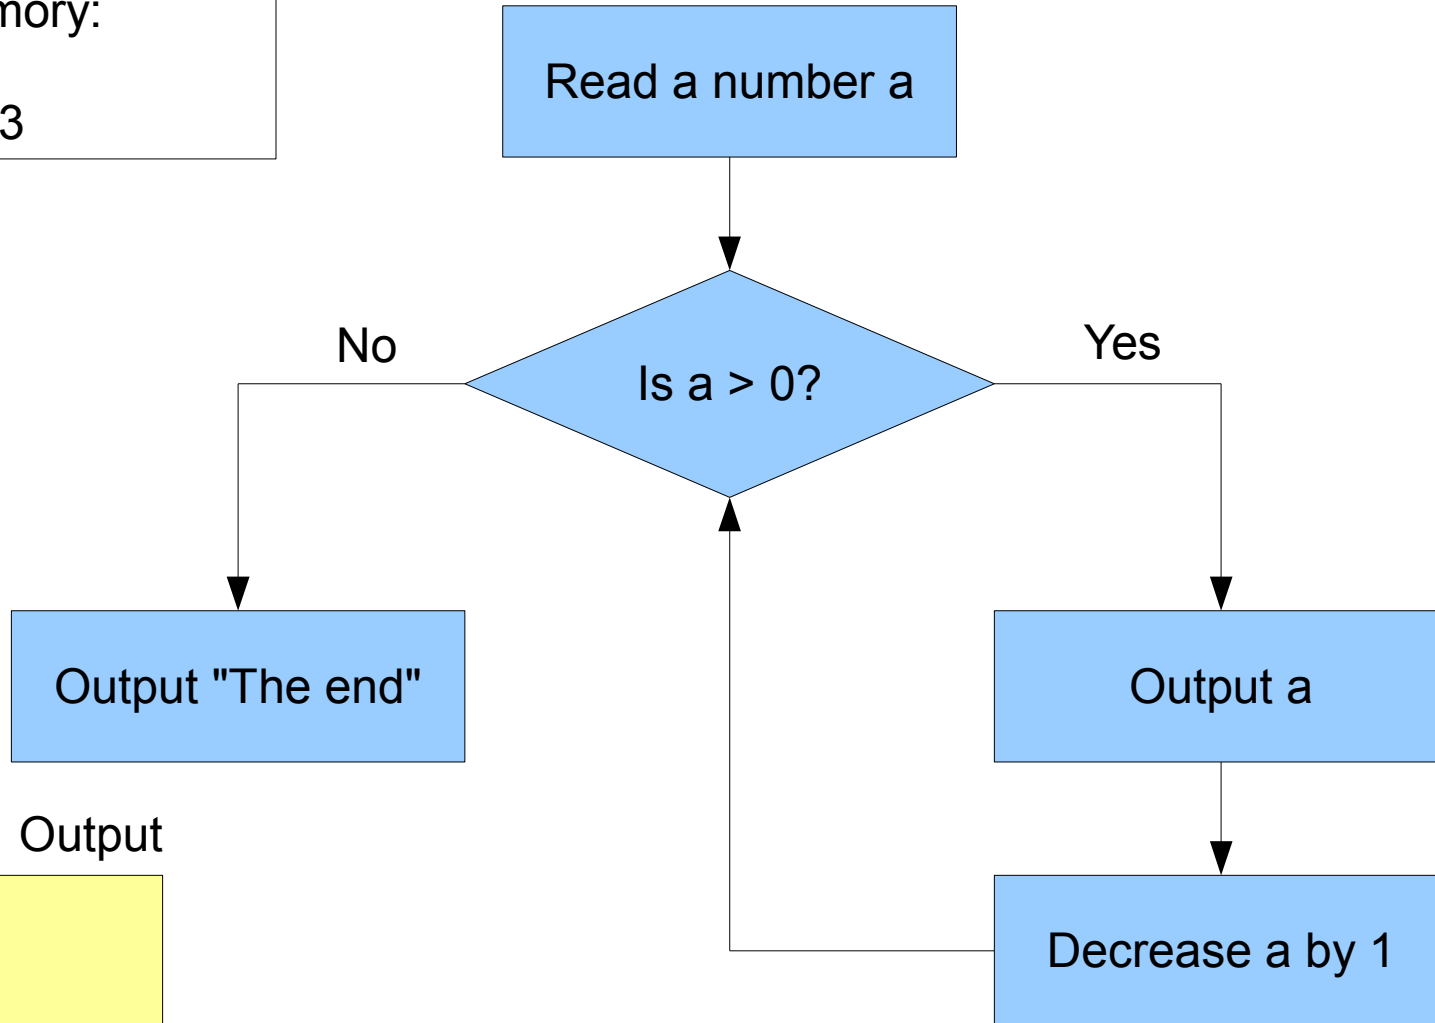 mory:
3
Read a number a
No
Yes
Is a > 0?
Output "The end"
Output a
Output
Decrease a by 1